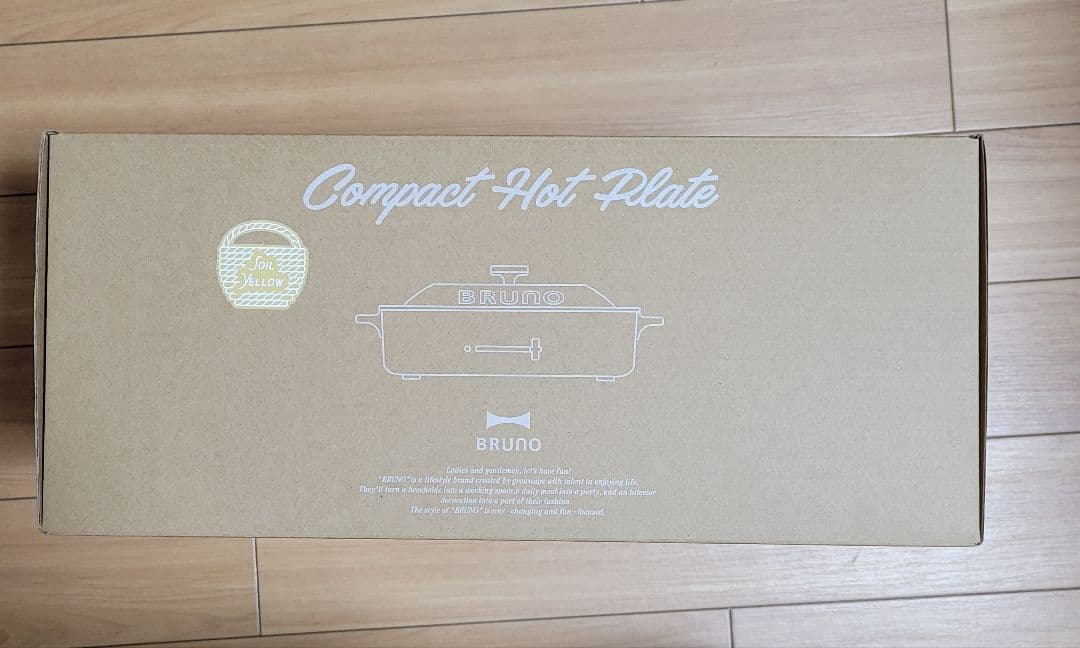 Compact Hot Plate
SOIL
YELLOW
BRUNO
BRUNO
Ladies and gentlemen, let's have fun!
"BRUNO" is a lifestyle brand created by grownups with talent in enjoying life.
They'll turn a beachside into a working space,a daily meal into a party, and an interior
decoration into a part of their fashion.
The style of "BRUNO" is ever-changing and fun-focused.